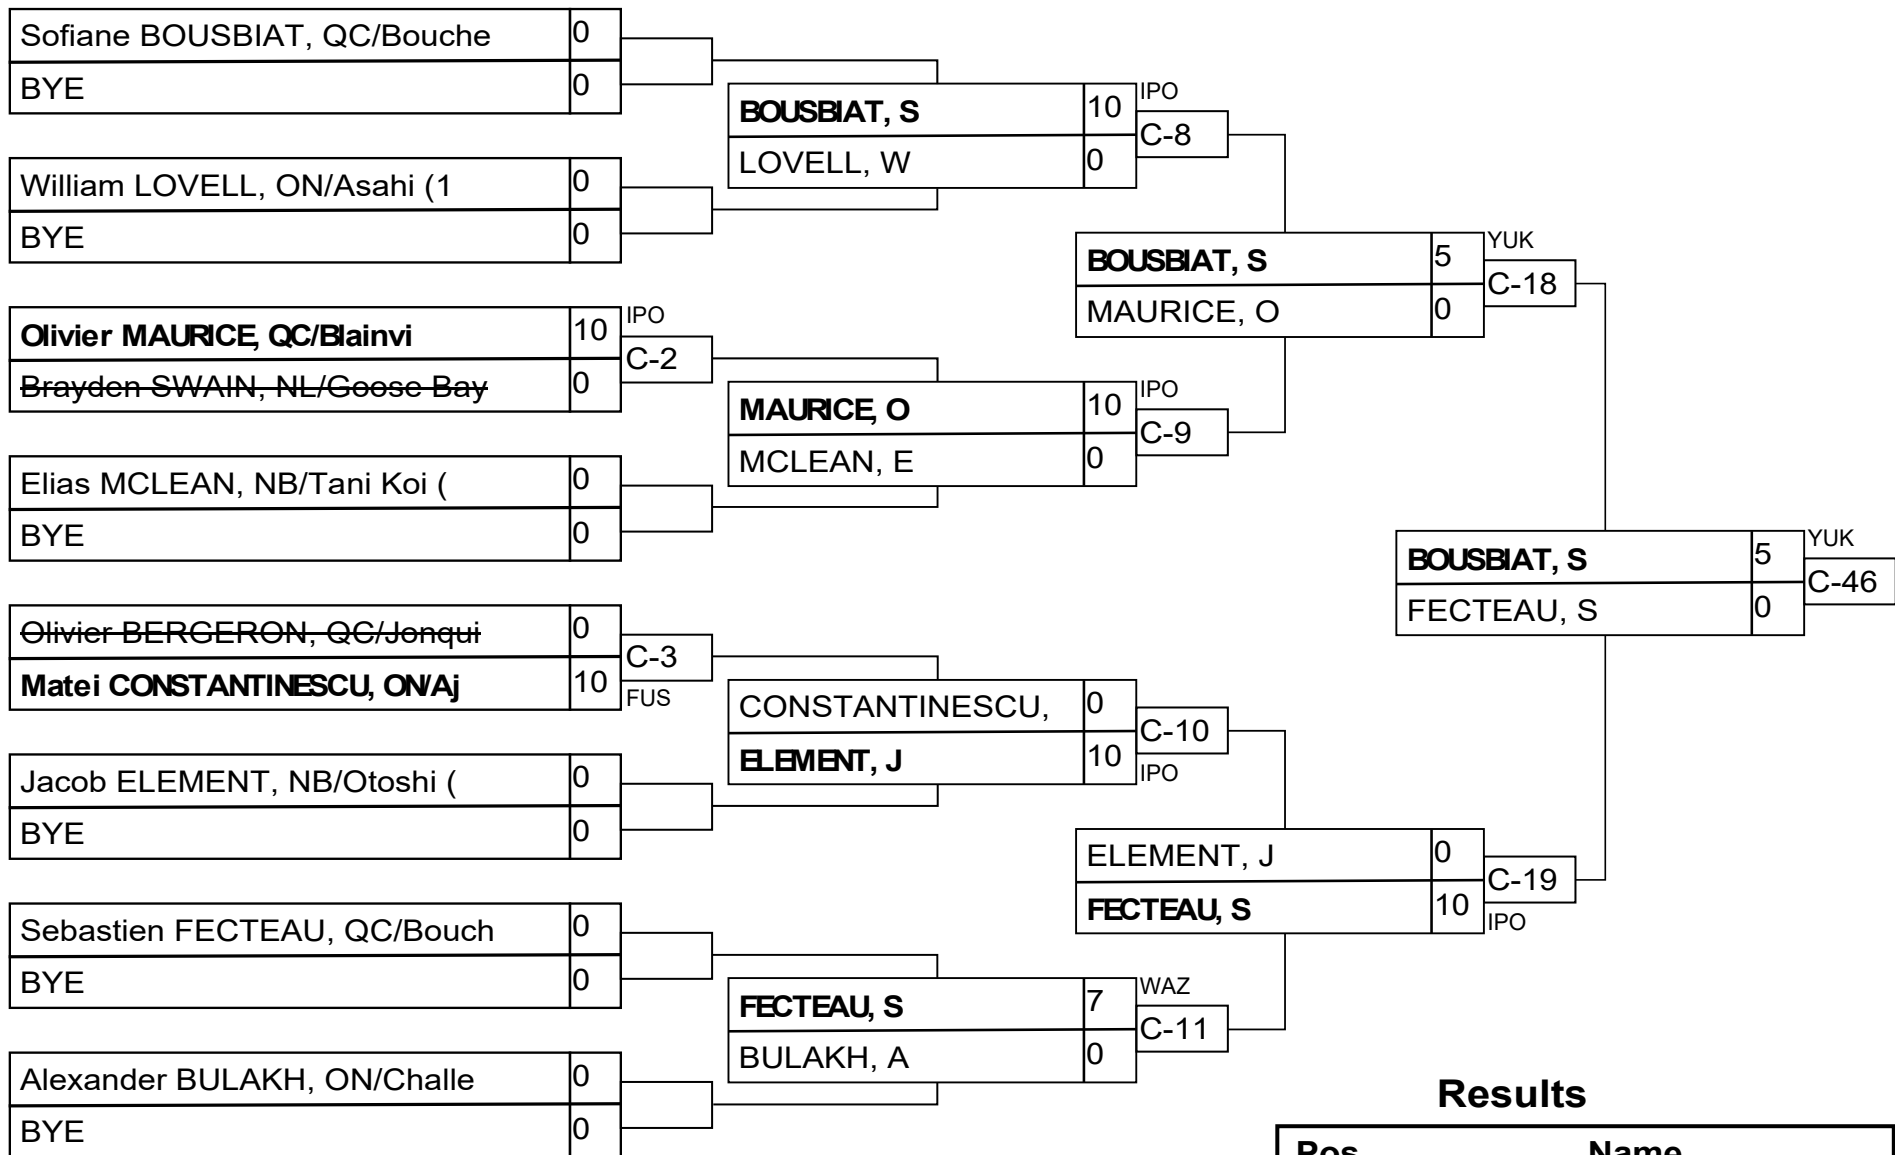 Sofiane BOUSBIAT, QC/Bouche 0
BYE 0
William LOVELL, ON/Asahi (1 0
BYE 0
Olivier MAURICE, QC/Blainvi 10
Brayden SWAIN, NL/Goose Bay 0
IPO
C-2
Elias MCLEAN, NB/Tani Koi ( 0
BYE 0
Olivier BERGERON, QC/Jonqui 0
Matei CONSTANTINESCU, ON/Aj 10
C-3
FUS
Jacob ELEMENT, NB/Otoshi ( 0
BYE 0
Sebastien FECTEAU, QC/Bouch 0
BYE 0
Alexander BULAKH, ON/Challe 0
BYE 0
BOUSBIAT, S 10
LOVELL, W 0
IPO
C-8
MAURICE, O 10
MCLEAN, E 0
IPO
C-9
CONSTANTINESCU, 0
ELEMENT, J 10
C-10
IPO
FECTEAU, S 7
BULAKH, A 0
WAZ
C-11
BOUSBIAT, S 5
MAURICE, O 0
YUK
C-18
ELEMENT, J 0
FECTEAU, S 10
C-19
IPO
BOUSBIAT, S 5
FECTEAU, S 0
YUK
C-46
Results
Pos Name